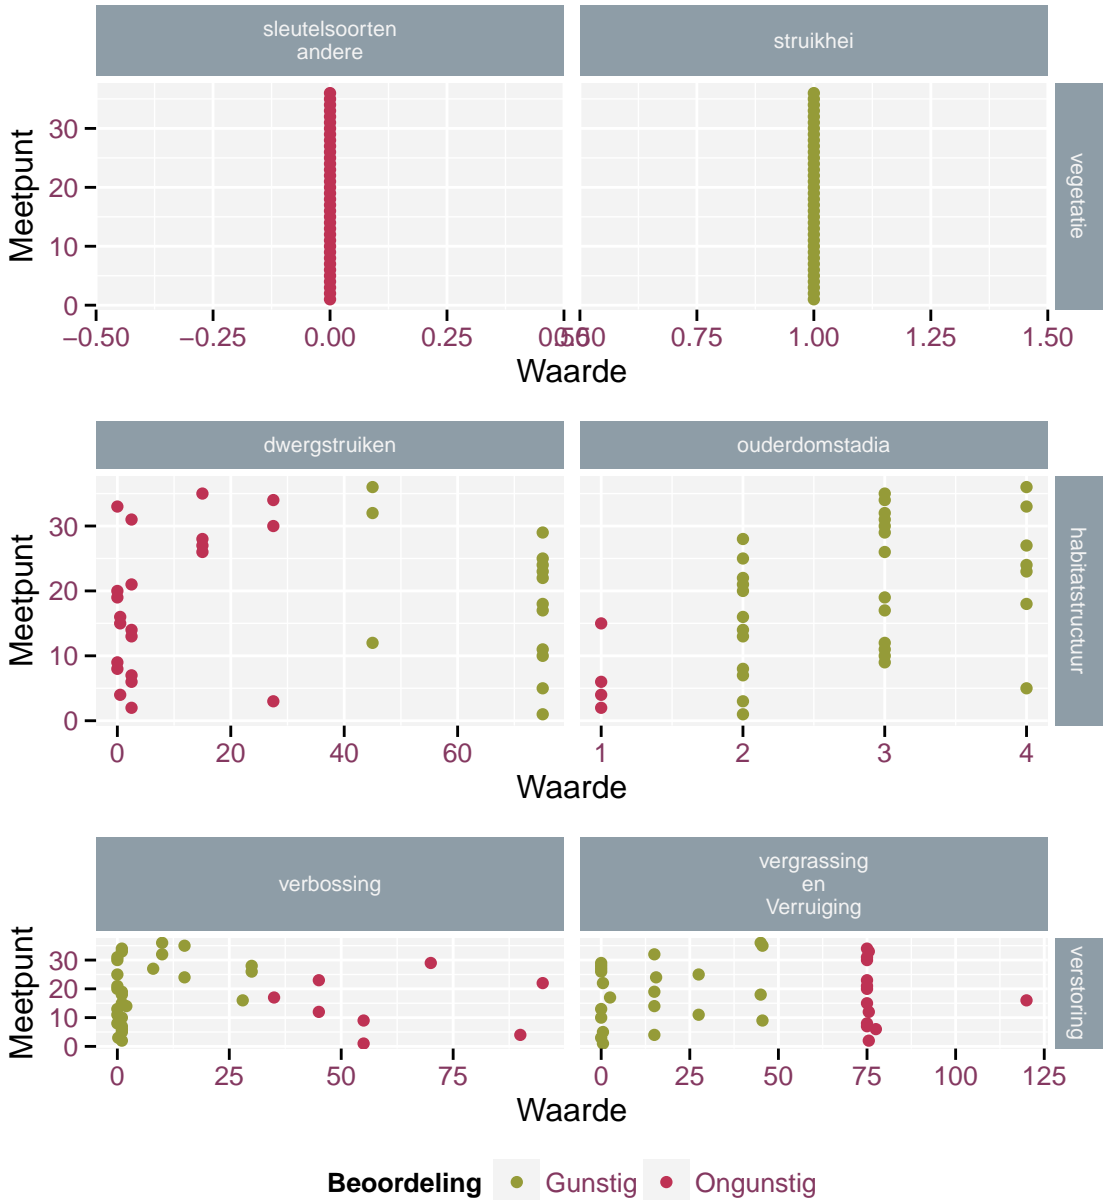 sleutelsoorten
andere
struikhei
Meetpunt
30
20
10
0
vegetatie
−0.50 −0.25 0.00 0.25 0.50
0.50 0.75 1.00 1.25 1.50
Waarde
dwergstruiken
ouderdomstadia
Meetpunt
30
20
10
0
habitatstructuur
0 20 40 60
1 2 3 4
Waarde
verbossing
vergrassing
en
Verruiging
Meetpunt
30
20
10
0
verstoring
0 25 50 75
0 25 50 75 100 125
Waarde
Beoordeling Gunstig Ongunstig